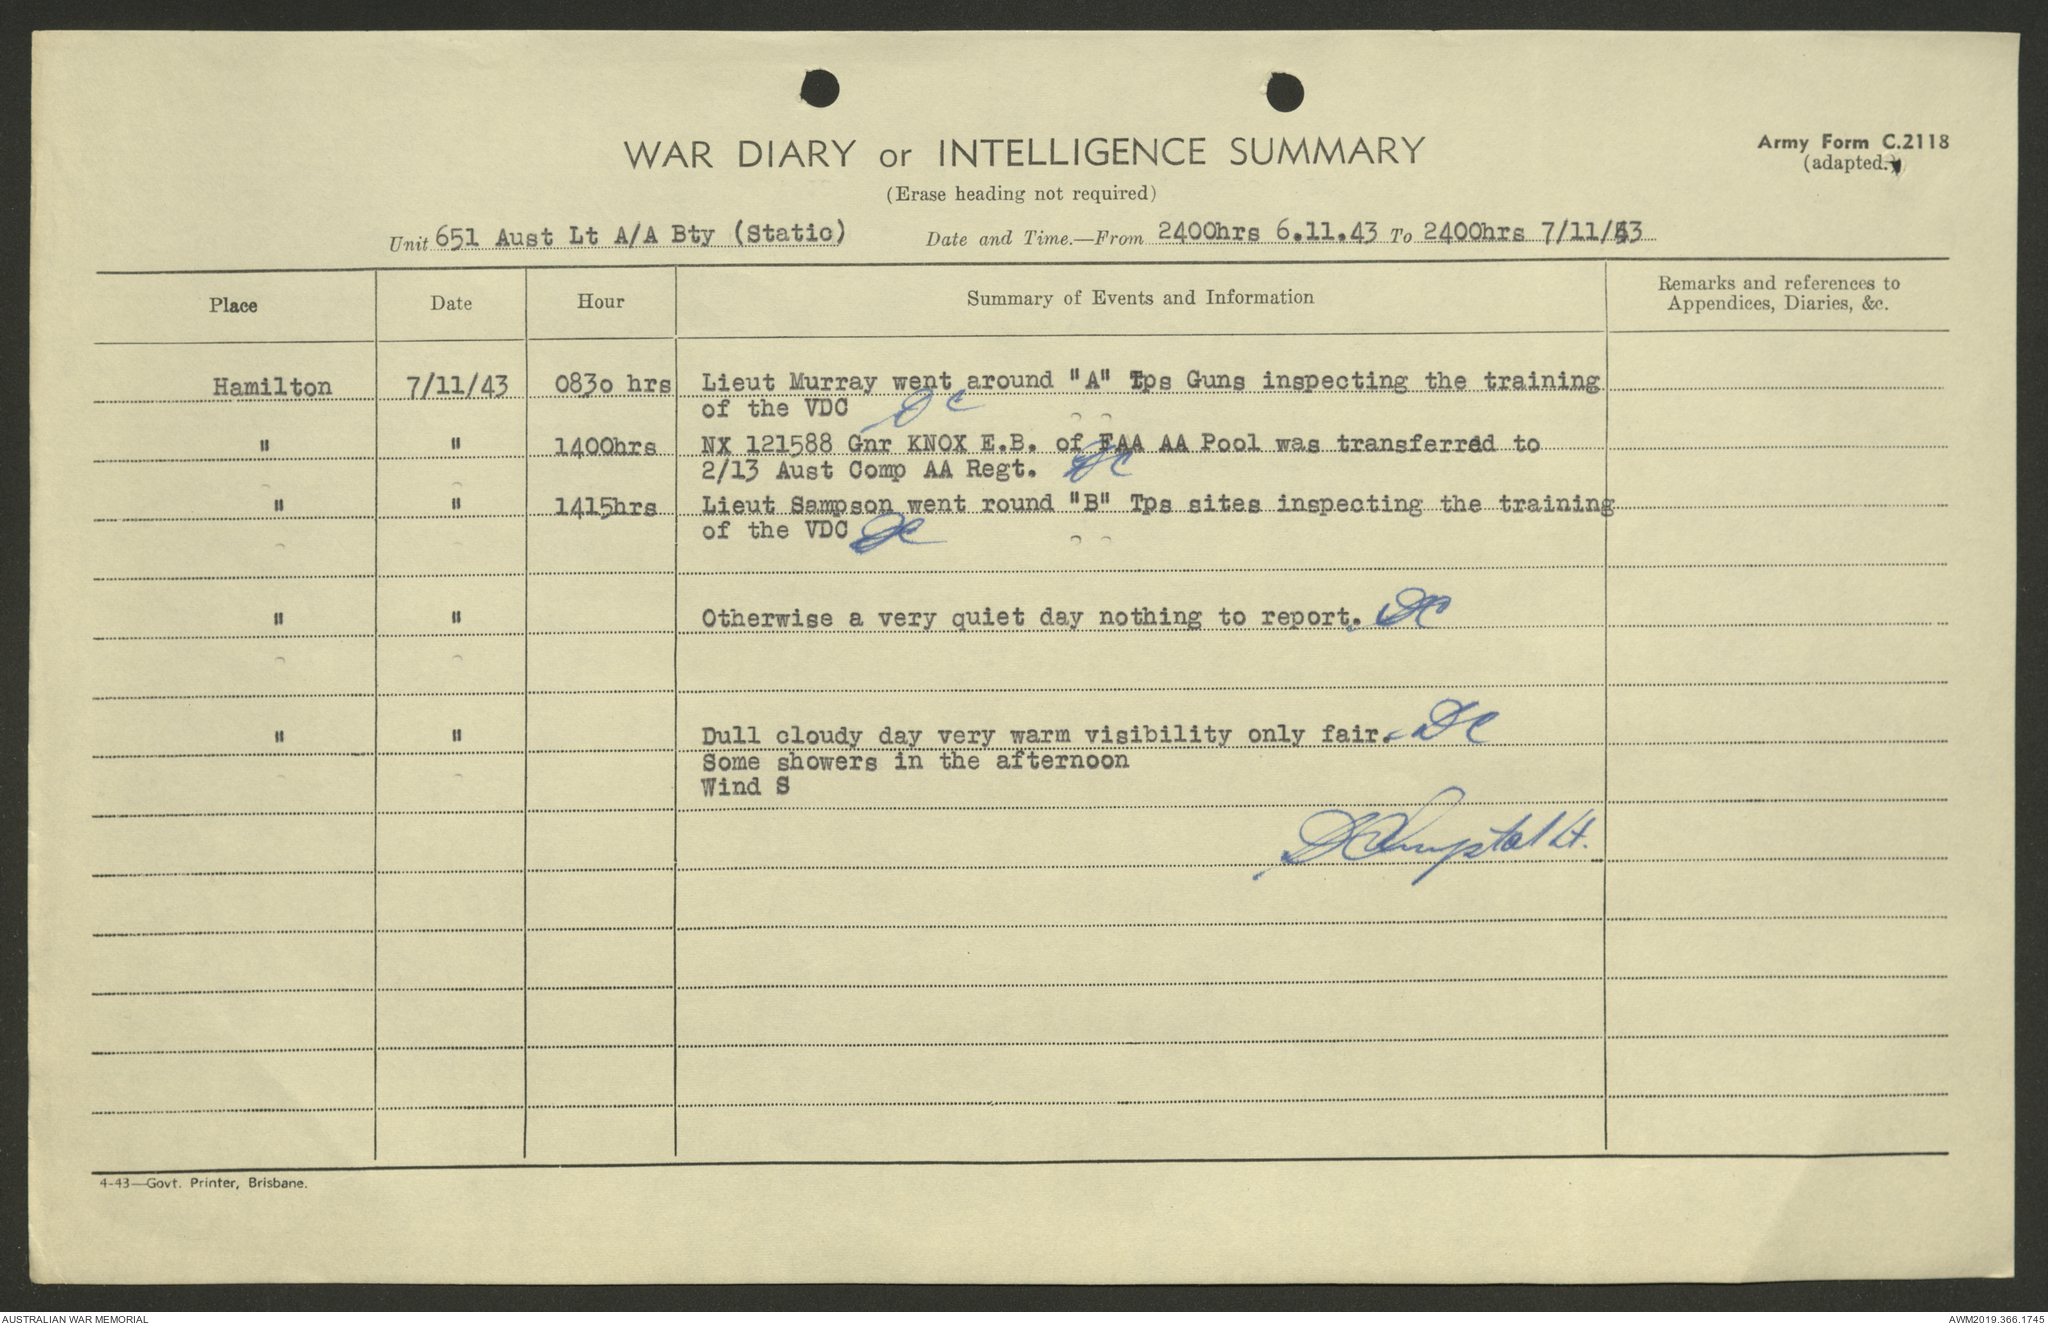 WAR DIARY or INTELLIGENCE SUMMARY
Army Form C.2118
(adapted.)
(Erase heading not required)
Unit 651 Aust Lt A/A Bty (Static) Date and Time.—From 2400hrs 6.11.43 To 2400hrs 7/11/43
Place Date Hour Summary of Events and Information Remarks and references to
Appendices, Diaries, &c.
Hamilton 7/11/43 0830 hrs Lieut Murray went around "A" Tps Guns inspecting the training
of the VDC DC
" " 1400hrs NX 121588 Gnr KNOX E.B. of FAA AA Pool was transferred to
2/13 Aust Comp AA Regt. DC
" " 1415hrs Lieut Sampson went round "B" Tps sites inspecting the training
of the VDC DC
" " Otherwise a very quiet day nothing to report. DC
" " Dull cloudy day very warm visibility only fair. DC
Some showers in the afternoon
Wind S
Lt.
4-43—Govt. Printer, Brisbane.
AUSTRALIAN WAR MEMORIAL AWM2019.366.1745